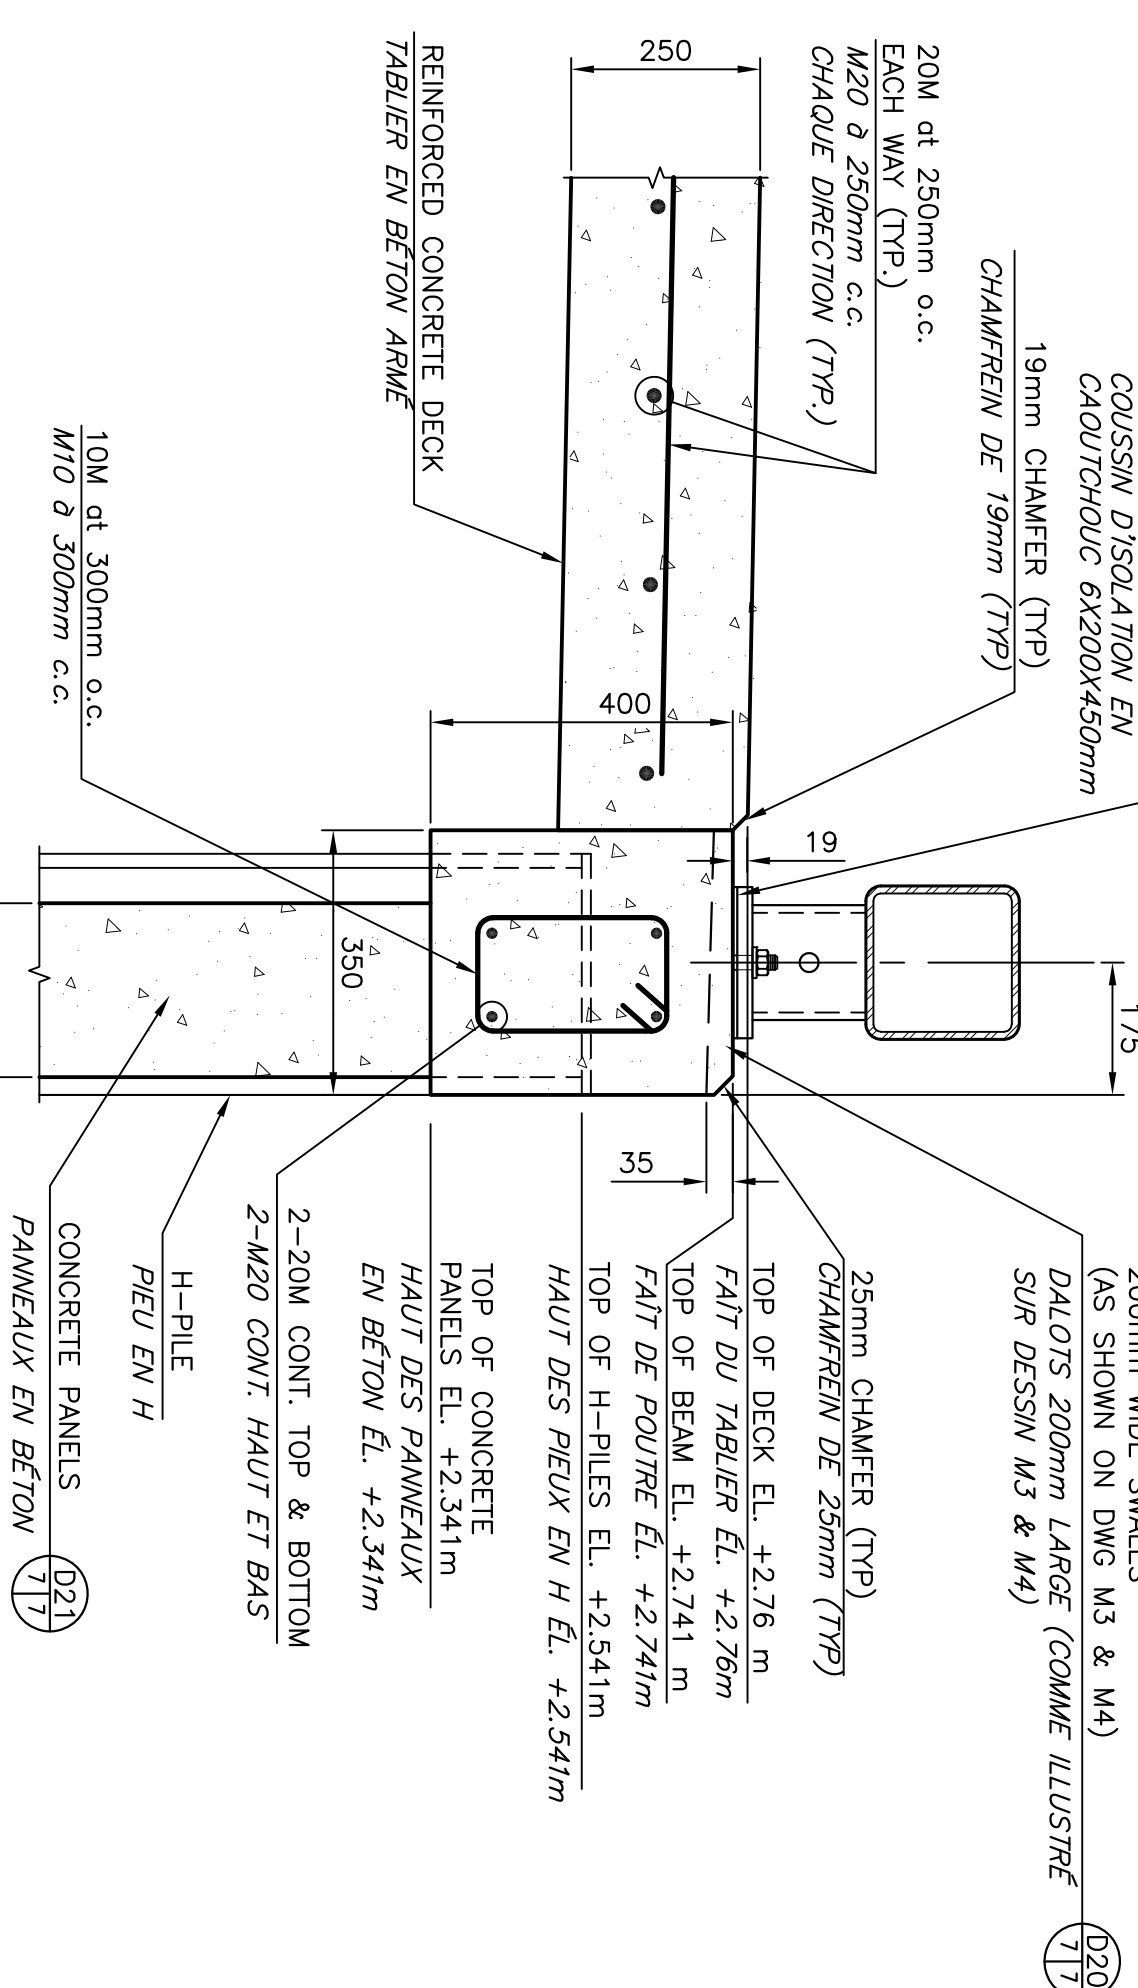 250
20M at 250mm o.c.
EACH WAY (TYP.)
M20 à 250mm c.c.
CHAQUE DIRECTION (TYP.)
19mm CHAMFER (TYP)
CHAMFREIN DE 19mm (TYP)
COUSSIN D'ISOLATION EN
CAOUTCHOUC 6X200X450mm
REINFORCED CONCRETE DECK
TABLIER EN BÉTON ARMÉ
10M at 300mm o.c.
M10 à 300mm c.c.
400
1
19
350
175
35
(AS SHOWN ON DWG M3 & M4)
DALOTS 200mm LARGE (COMME ILLUSTRÉ
SUR DESSIN M3 & M4)
D20
7 7
25mm CHAMFER (TYP)
CHAMFREIN DE 25mm (TYP)
TOP OF DECK EL. +2.76 m
FAÎT DU TABLIER ÉL. +2.76m
TOP OF BEAM EL. +2.741 m
FAÎT DE POUTRE ÉL. +2.741m
TOP OF H-PILES EL. +2.541m
HAUT DES PIEUX EN H ÉL. +2.541m
TOP OF CONCRETE
PANELS EL. +2.341m
HAUT DES PANNEAUX
EN BÉTON ÉL. +2.341m
2-20M CONT. TOP & BOTTOM
2-M20 CONT. HAUT ET BAS
H-PILE
PIEU EN H
CONCRETE PANELS
PANNEAUX EN BÉTON
D21
7 7